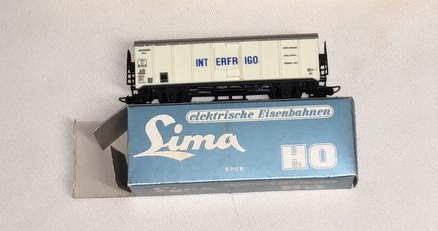 INTERFRIGO
elektrische Eisenbahnen
Lima
HO
SPUR